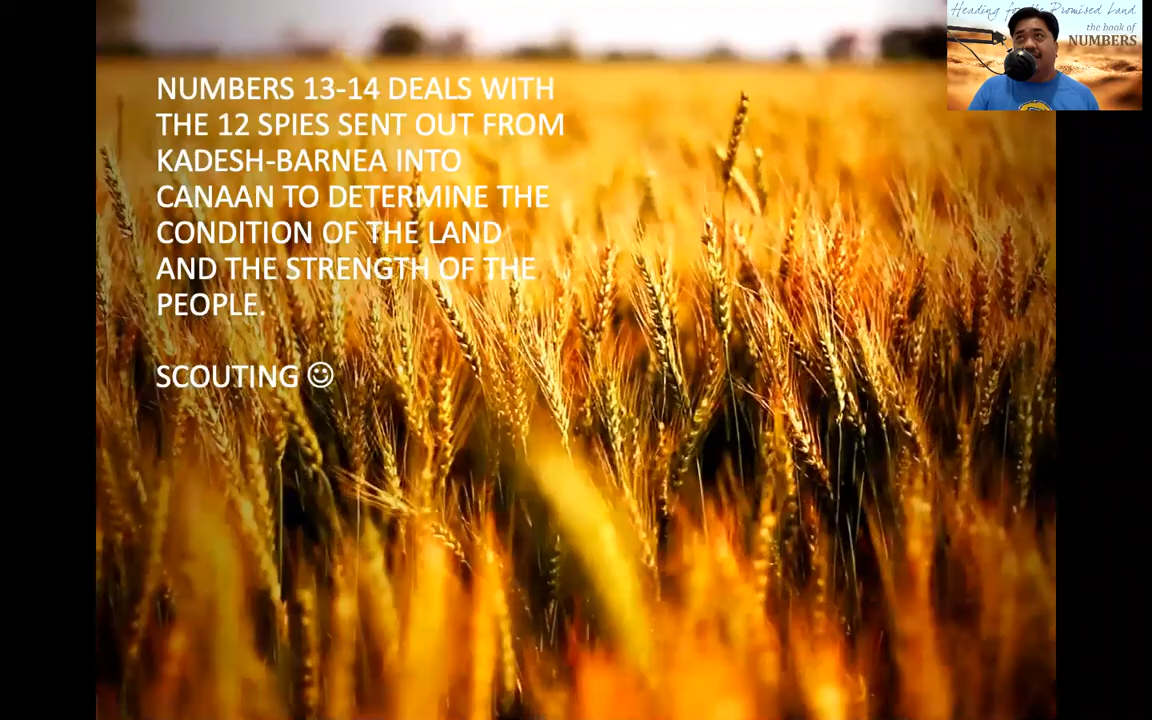 NUMBERS 13-14 DEALS WITH
THE 12 SPIES SENT OUT FROM
KADESH-BARNEA INTO
CANAAN TO DETERMINE THE
CONDITION OF THE LAND
AND THE STRENGTH OF THE
PEOPLE.
SCOUTING ☺
Heading for the Promised Land
the book of
NUMBERS